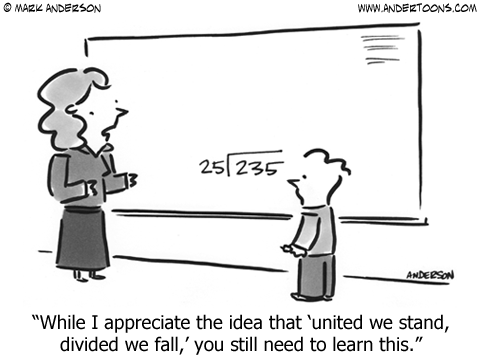 © MARK ANDERSON
WWW.ANDERTOONS.COM
25 235
ANDERSON
“While I appreciate the idea that ‘united we stand,
divided we fall,’ you still need to learn this.”